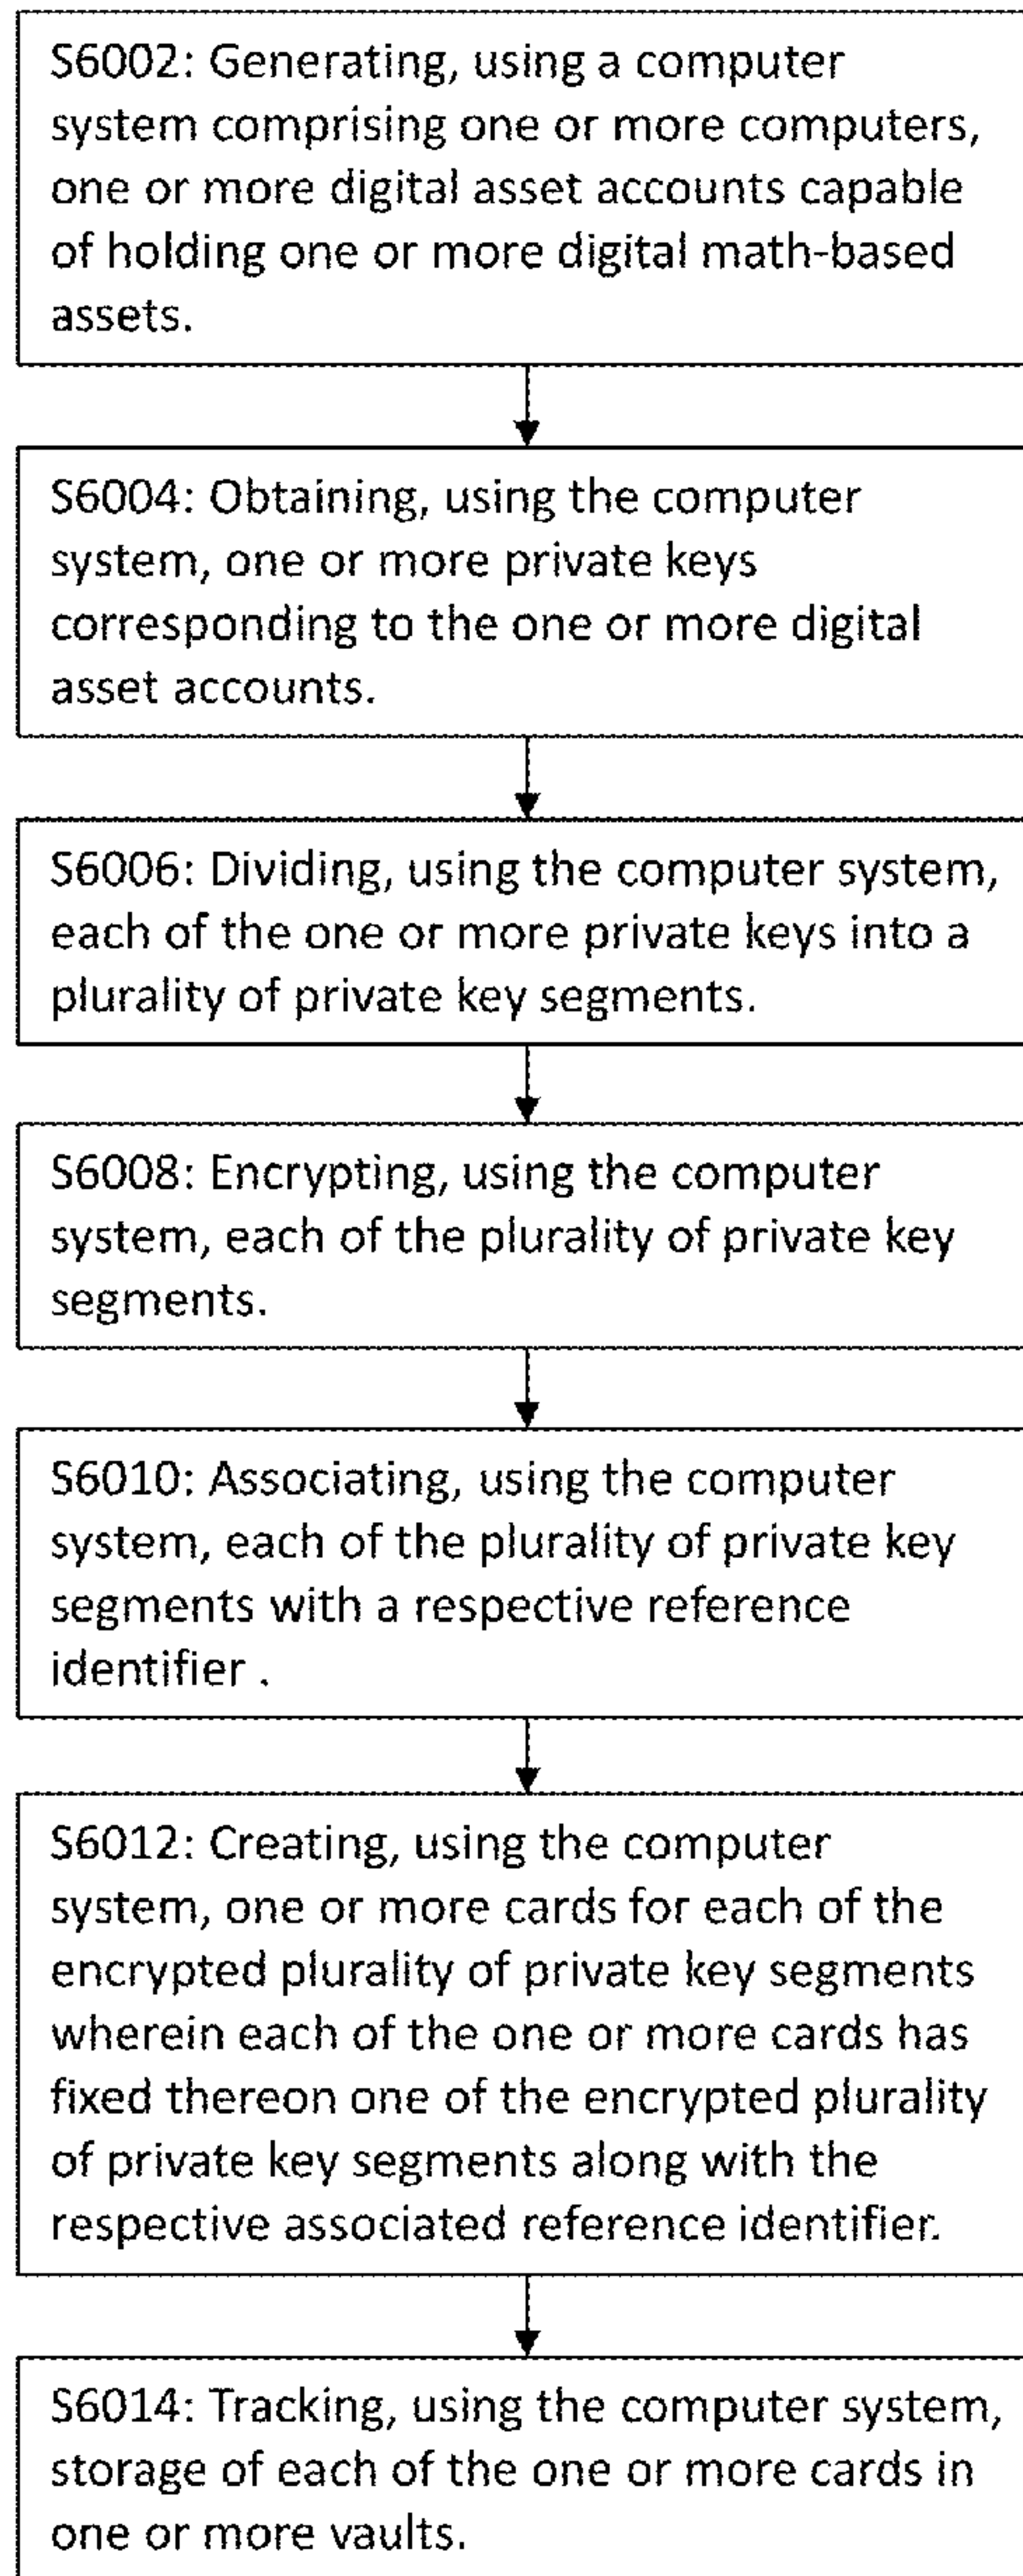 S6002: Generating, using a computer
system comprising one or more computers,
one or more digital asset accounts capable
of holding one or more digital math-based
assets.
S6004: Obtaining, using the computer
system, one or more private keys
corresponding to the one or more digital
asset accounts.
S6006: Dividing, using the computer system,
each of the one or more private keys into a
plurality of private key segments.
S6008: Encrypting, using the computer
system, each of the plurality of private key
segments.
S6010: Associating, using the computer
system, each of the plurality of private key
segments with a respective reference
identifier .
S6012: Creating, using the computer
system, one or more cards for each of the
encrypted plurality of private key segments
wherein each of the one or more cards has
fixed thereon one of the encrypted plurality
of private key segments along with the
respective associated reference identifier.
S6014: Tracking, using the computer system,
storage of each of the one or more cards in
one or more vaults.